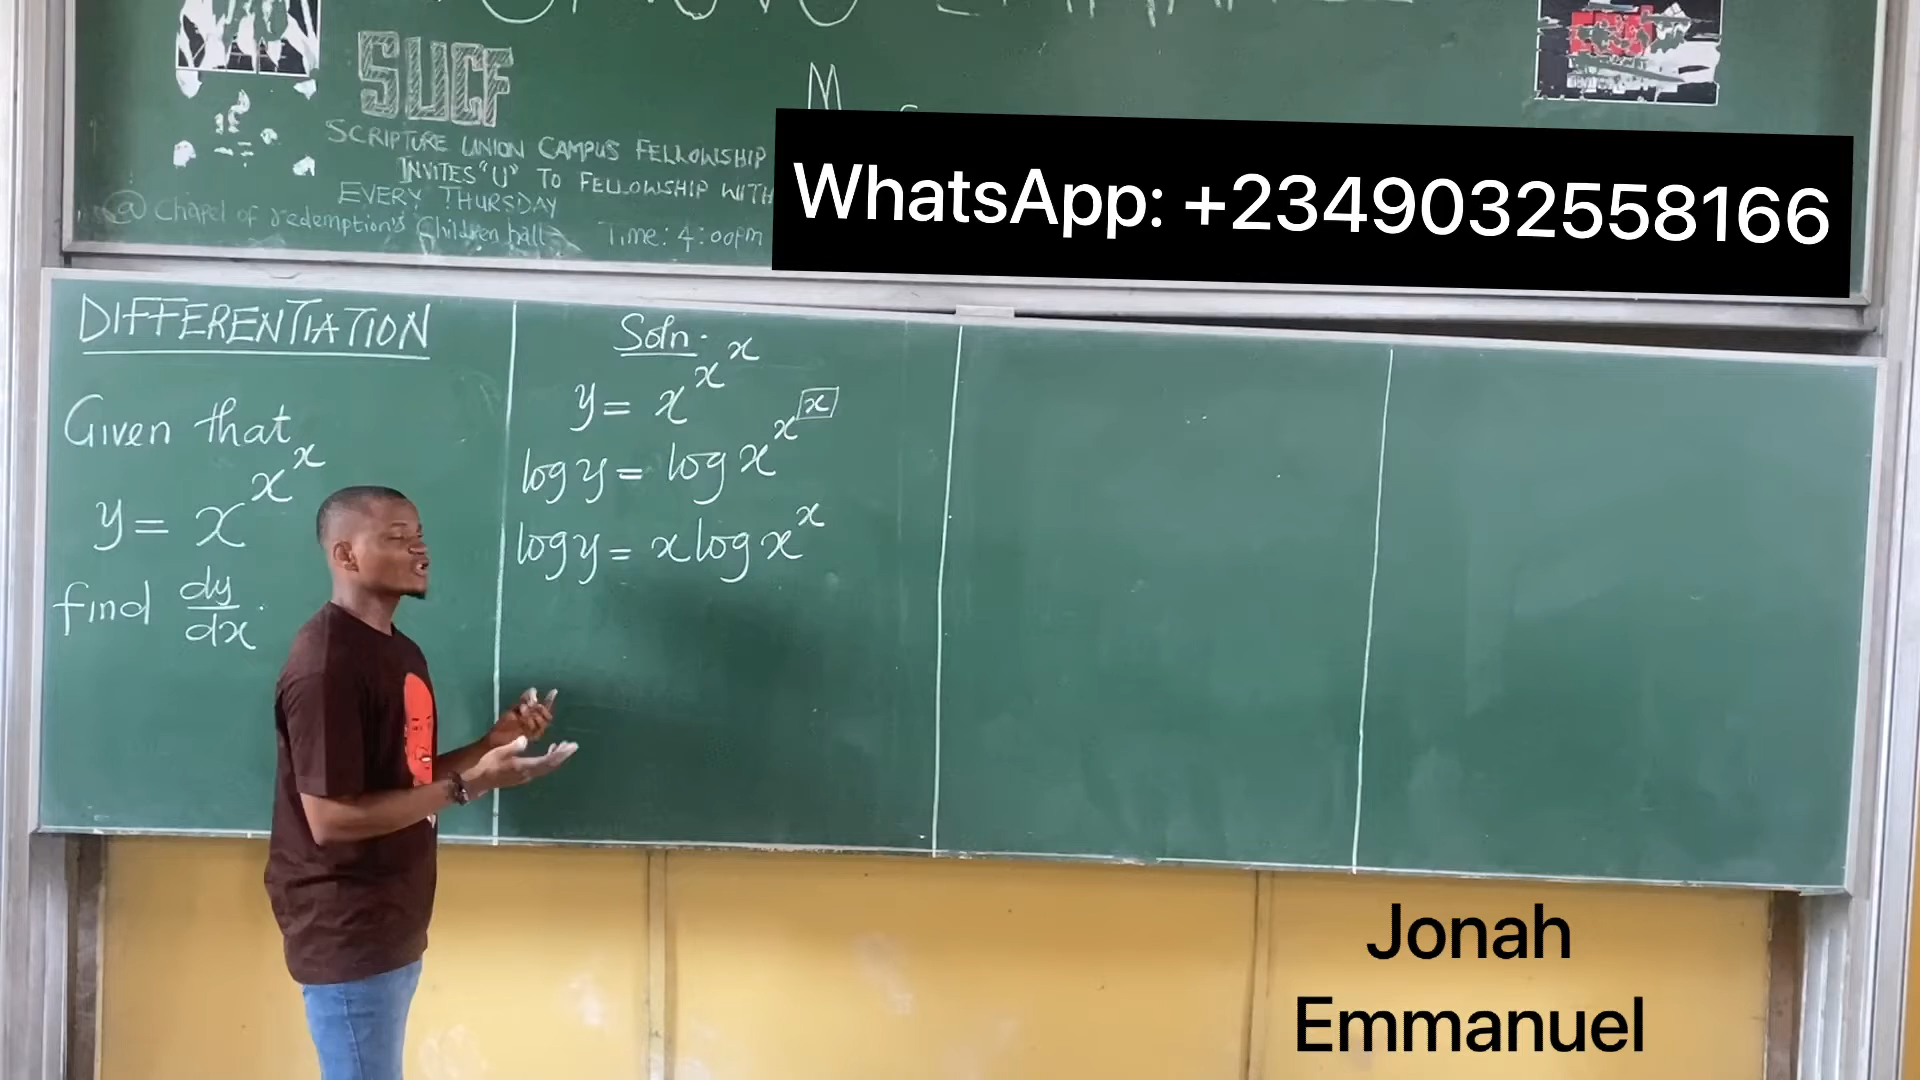 SUCF
SCRIPTURE UNION CAMPUS FELLOWSHIP
INVITES "U" TO FELLOWSHIP WITH
EVERY THURSDAY
@ Chapel of redemption's Children hall Time: 4:00pm
M
WhatsApp: +2349032558166
DIFFERENTIATION
Given that
y = x^x^x
find dy/dx.
Soln.
y = x^x^x
log y = log x^x^x
log y = x log x^x
Jonah
Emmanuel